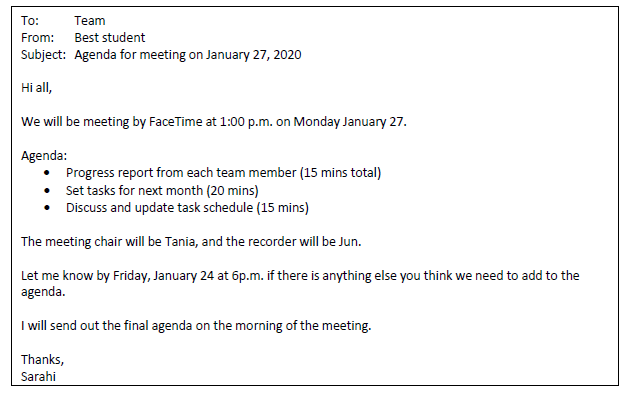 To: Team
From: Best student
Subject: Agenda for meeting on January 27, 2020
Hi all,
We will be meeting by FaceTime at 1:00 p.m. on Monday January 27.
Agenda:
• Progress report from each team member (15 mins total)
• Set tasks for next month (20 mins)
• Discuss and update task schedule (15 mins)
The meeting chair will be Tania, and the recorder will be Jun.
Let me know by Friday, January 24 at 6p.m. if there is anything else you think we need to add to the
agenda.
I will send out the final agenda on the morning of the meeting.
Thanks,
Sarahi